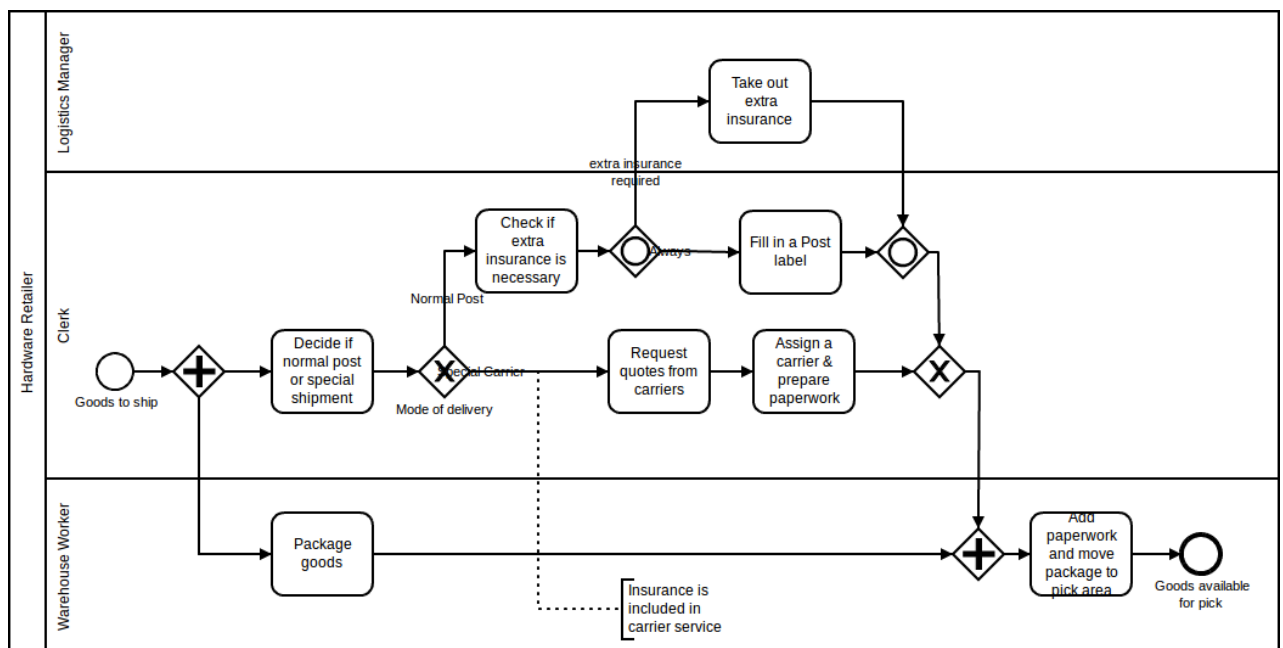 Hardware Retailer
Logistics Manager
Take out
extra
insurance
extra insurance
required
Clerk
Check if
extra
insurance is
necessary
Always
Fill in a Post
label
Normal Post
Goods to ship
Decide if
normal post
or special
shipment
Special Carrier
Mode of delivery
Request
quotes from
carriers
Assign a
carrier &
prepare
paperwork
Warehouse Worker
Package
goods
Add
paperwork
and move
package to
pick area
Goods available
for pick
Insurance is
included in
carrier service